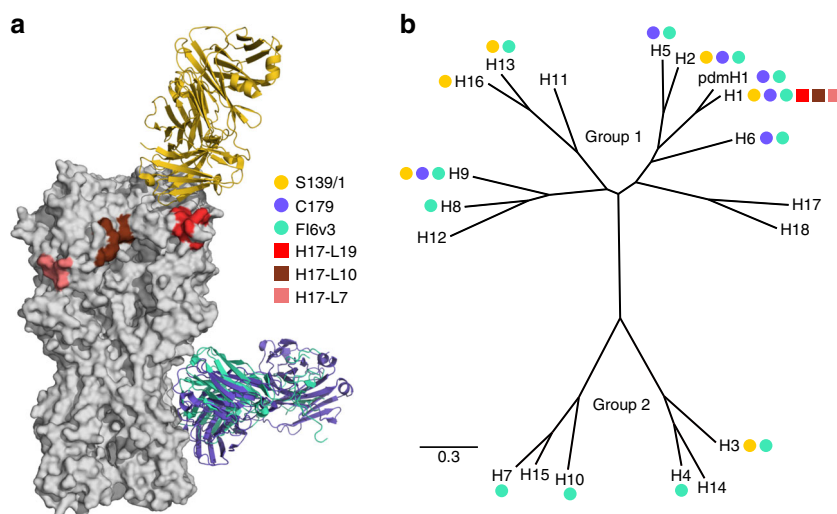 a
S139/1
C179
FI6v3
H17-L19
H17-L10
H17-L7
b
H5
H2
H13
H16
H11
pdmH1
H1
Group 1
H6
H9
H8
H12
H17
H18
Group 2
0.3
H3
H7
H15
H10
H4
H14